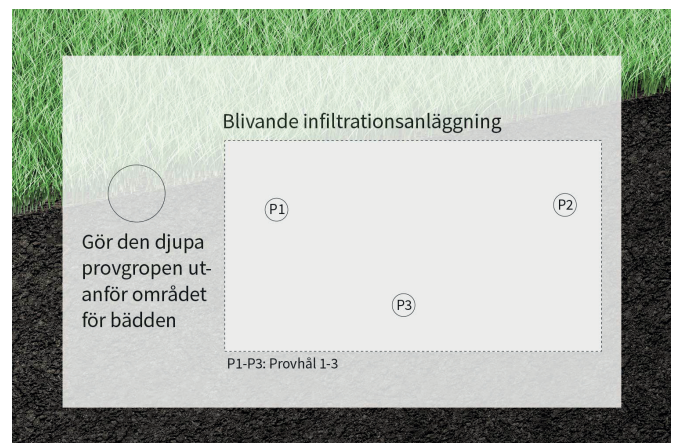 Blivande infiltrationsanläggning
P1
P2
P3
Gör den djupa
provgropen ut-
anför området
för bädden
P1-P3: Provhål 1-3